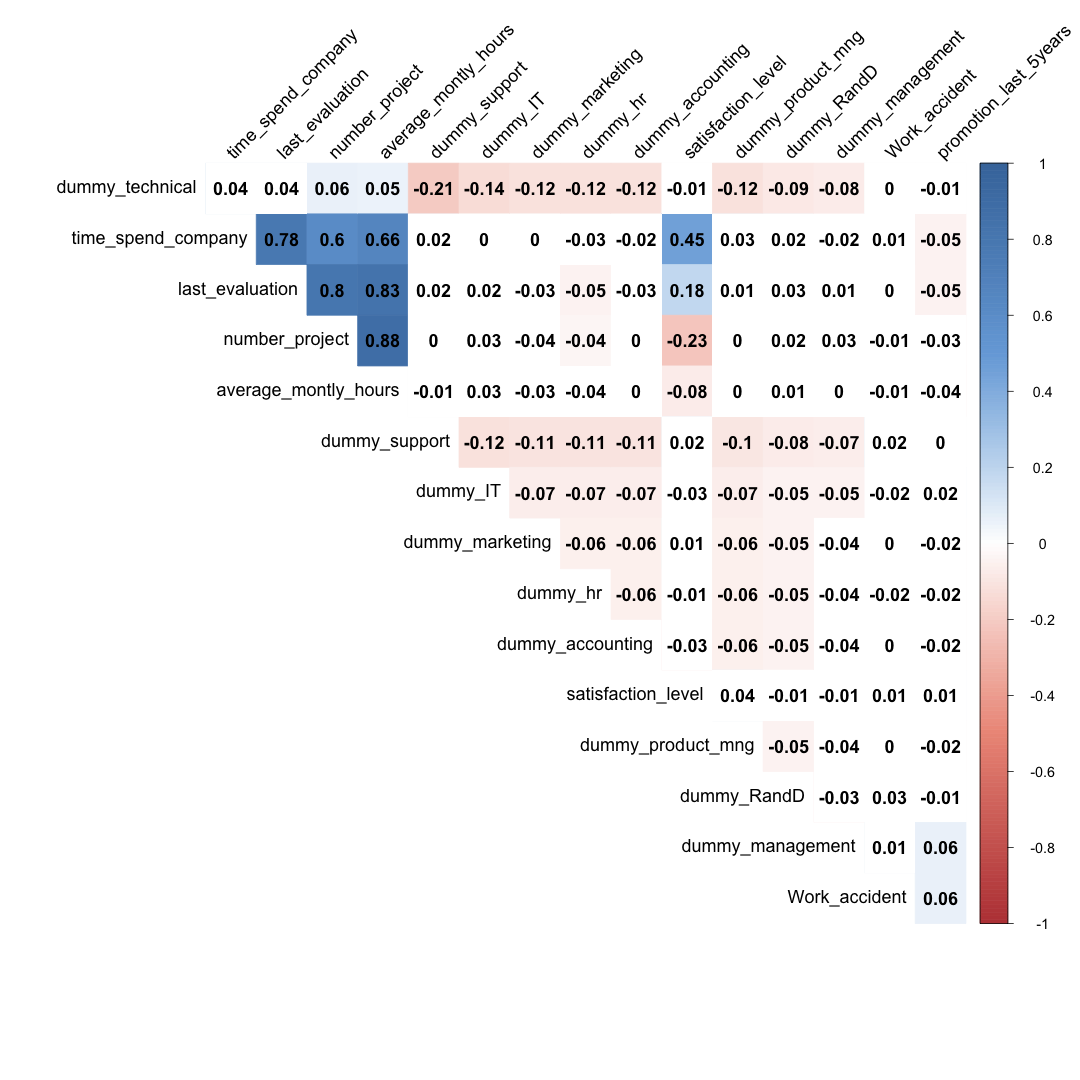 time_spend_company
last_evaluation
number_project
average_montly_hours
dummy_support
dummy_IT
dummy_marketing
dummy_hr
dummy_accounting
satisfaction_level
dummy_product_mng
dummy_RandD
dummy_management
Work_accident
promotion_last_5years
dummy_technical 0.04 0.04 0.06 0.05 -0.21 -0.14 -0.12 -0.12 -0.12 -0.01 -0.12 -0.09 -0.08 0 -0.01
time_spend_company 0.78 0.6 0.66 0.02 0 0 -0.03 -0.02 0.45 0.03 0.02 -0.02 0.01 -0.05
last_evaluation 0.8 0.83 0.02 0.02 -0.03 -0.05 -0.03 0.18 0.01 0.03 0.01 0 -0.05
number_project 0.88 0 0.03 -0.04 -0.04 0 -0.23 0 0.02 0.03 -0.01 -0.03
average_montly_hours -0.01 0.03 -0.03 -0.04 0 -0.08 0 0.01 0 -0.01 -0.04
dummy_support -0.12 -0.11 -0.11 -0.11 0.02 -0.1 -0.08 -0.07 0.02 0
dummy_IT -0.07 -0.07 -0.07 -0.03 -0.07 -0.05 -0.05 -0.02 0.02
dummy_marketing -0.06 -0.06 0.01 -0.06 -0.05 -0.04 0 -0.02
dummy_hr -0.06 -0.01 -0.06 -0.05 -0.04 -0.02 -0.02
dummy_accounting -0.03 -0.06 -0.05 -0.04 0 -0.02
satisfaction_level 0.04 -0.01 -0.01 0.01 0.01
dummy_product_mng -0.05 -0.04 0 -0.02
dummy_RandD -0.03 0.03 -0.01
dummy_management 0.01 0.06
Work_accident 0.06
1
0.8
0.6
0.4
0.2
0
-0.2
-0.4
-0.6
-0.8
-1